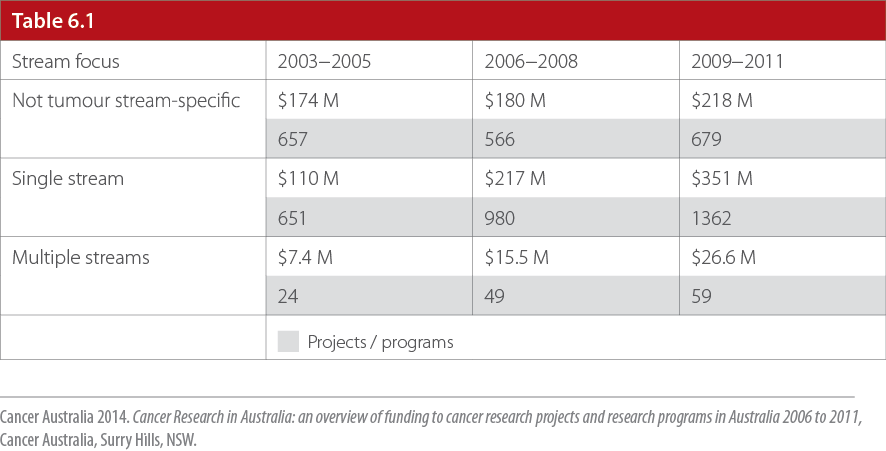 Table 6.1
Stream focus 2003–2005 2006–2008 2009–2011
Not tumour stream-specific $174 M $180 M $218 M
657 566 679
Single stream $110 M $217 M $351 M
651 980 1362
Multiple streams $7.4 M $15.5 M $26.6 M
24 49 59
Projects / programs
Cancer Australia 2014. Cancer Research in Australia: an overview of funding to cancer research projects and research programs in Australia 2006 to 2011,
Cancer Australia, Surry Hills, NSW.